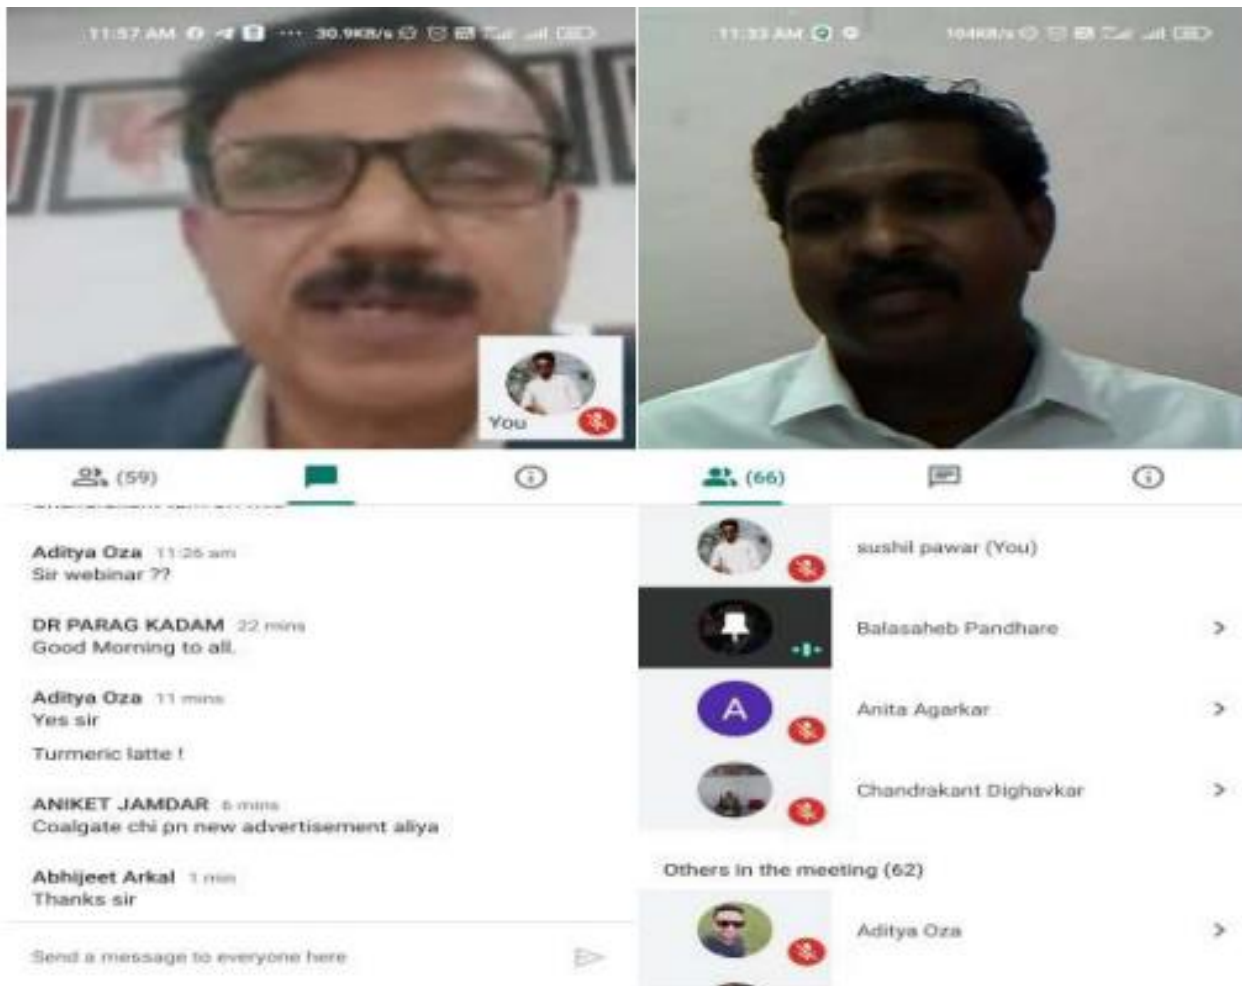 11:57 AM
30.9KB/s
You
(59)
Aditya Oza 11:26 am
Sir webinar ??
DR PARAG KADAM 22 mins
Good Morning to all.
Aditya Oza 11 mins
Yes sir
Turmeric latte !
ANIKET JAMDAR 6 mins
Coalgate chi pn new advertisement aliya
Abhijeet Arkal 1 min
Thanks sir
Send a message to everyone here
11:33 AM
104KB/s
(66)
sushil pawar (You)
Balasaheb Pandhare
A
Anita Agarkar
Chandrakant Dighavkar
Others in the meeting (62)
Aditya Oza